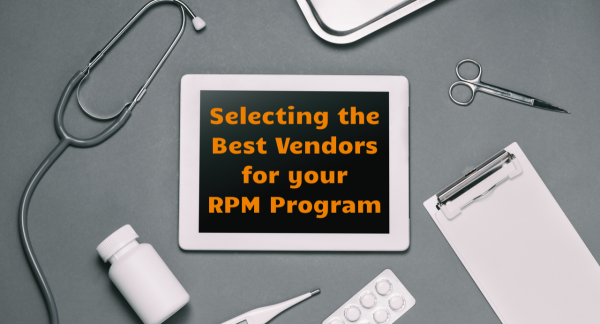 Selecting the
Best Vendors
for your
RPM Program